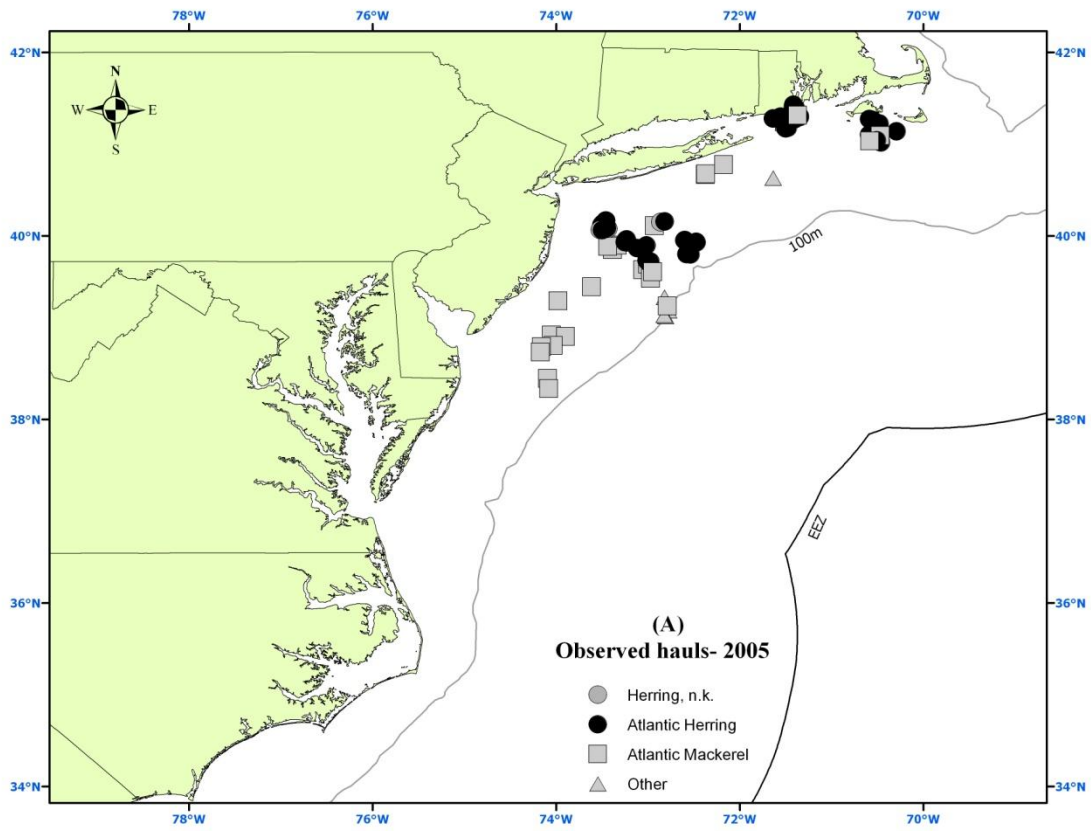 78°W 76°W 74°W 72°W 70°W
42°N 42°N
N
W E
S
40°N 40°N
100m
38°N 38°N
EEZ
36°N 36°N
(A)
Observed hauls- 2005
Herring, n.k.
Atlantic Herring
Atlantic Mackerel
Other
34°N 34°N
78°W 76°W 74°W 72°W 70°W